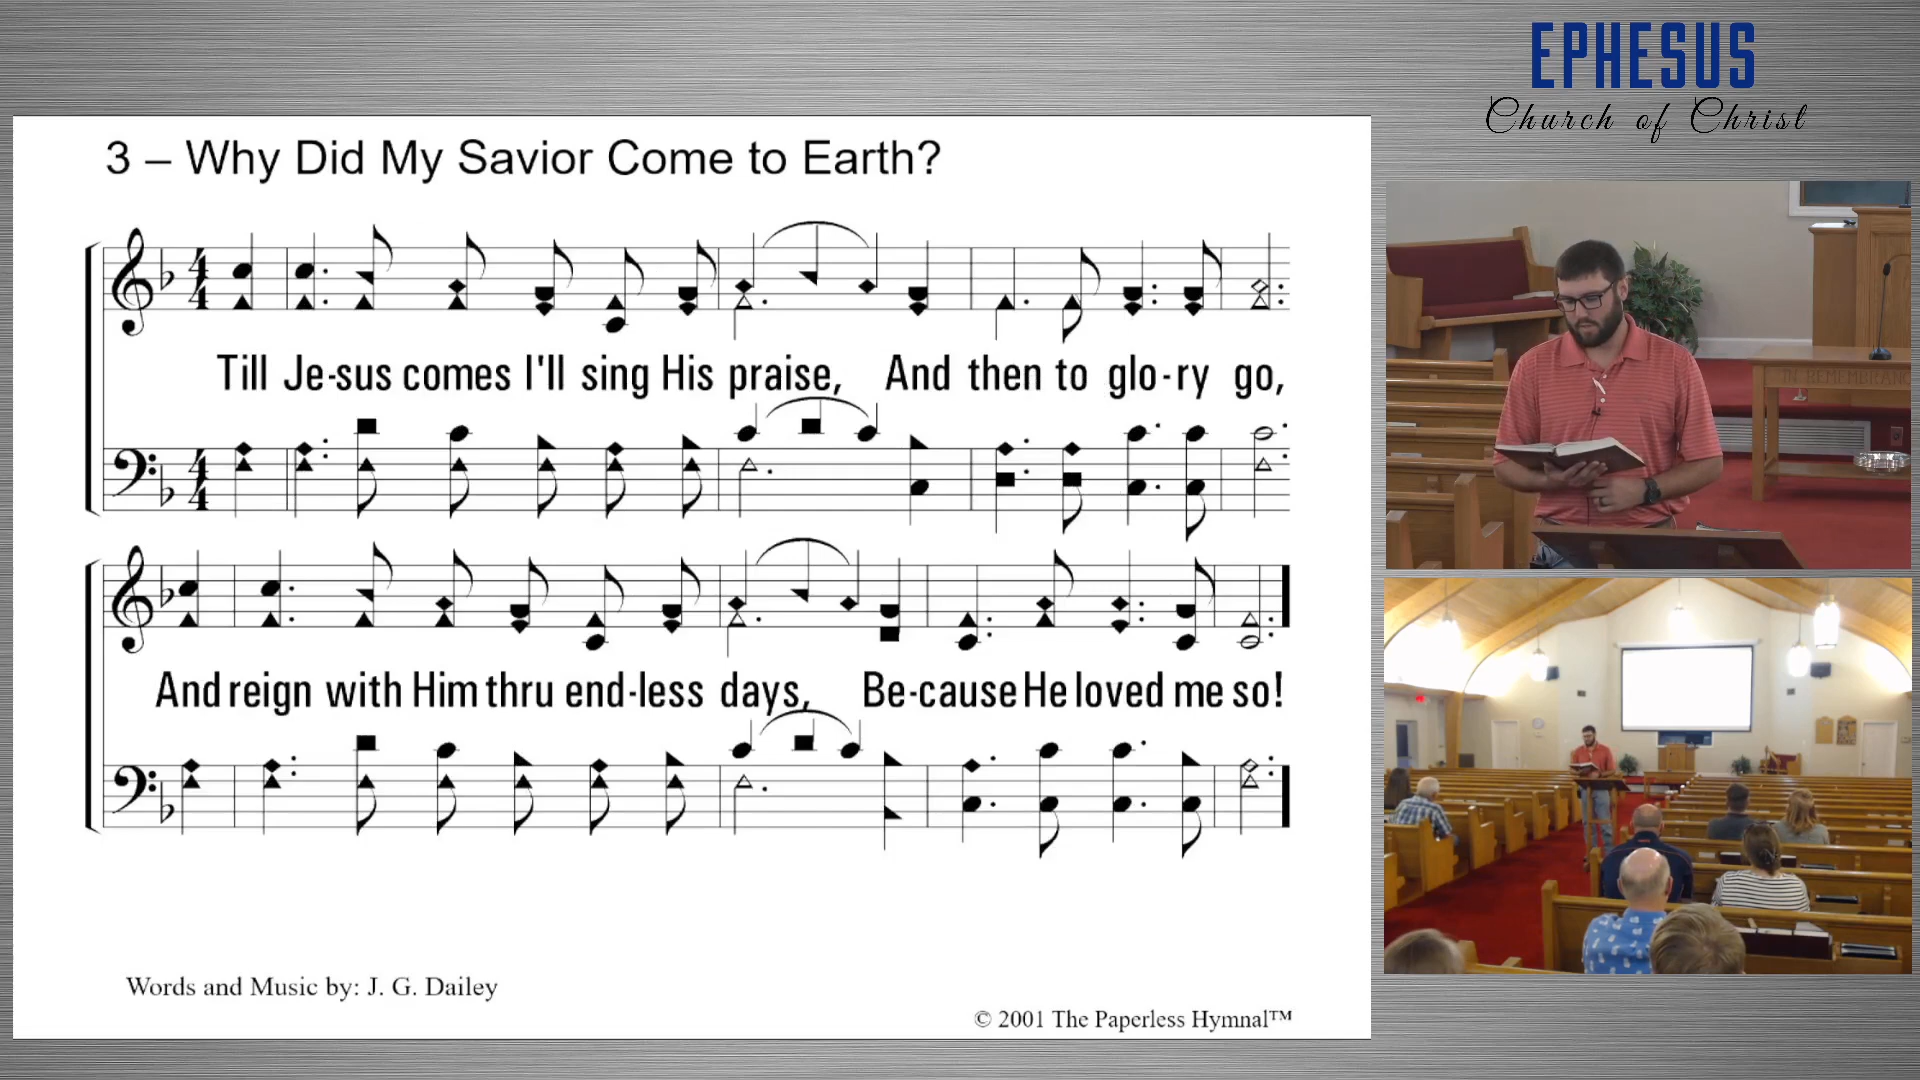 EPHESUS
Church of Christ
3 – Why Did My Savior Come to Earth?
Till Je-sus comes I'll sing His praise, And then to glo-ry go,
And reign with Him thru end-less days, Be-cause He loved me so!
Words and Music by: J. G. Dailey
© 2001 The Paperless Hymnal™